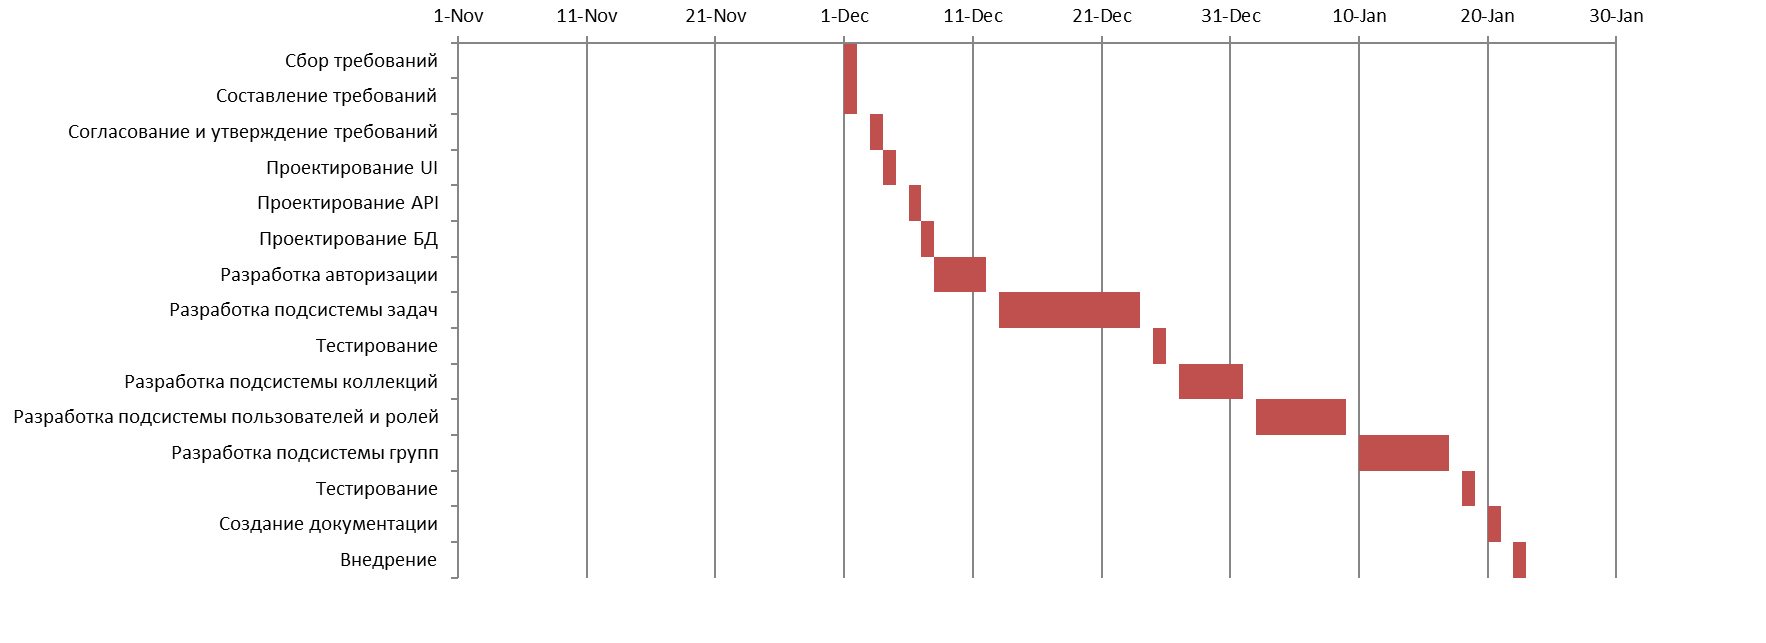 1-Nov 11-Nov 21-Nov 1-Dec 11-Dec 21-Dec 31-Dec 10-Jan 20-Jan 30-Jan
Сбор требований
Составление требований
Согласование и утверждение требований
Проектирование UI
Проектирование API
Проектирование БД
Разработка авторизации
Разработка подсистемы задач
Тестирование
Разработка подсистемы коллекций
Разработка подсистемы пользователей и ролей
Разработка подсистемы групп
Тестирование
Создание документации
Внедрение